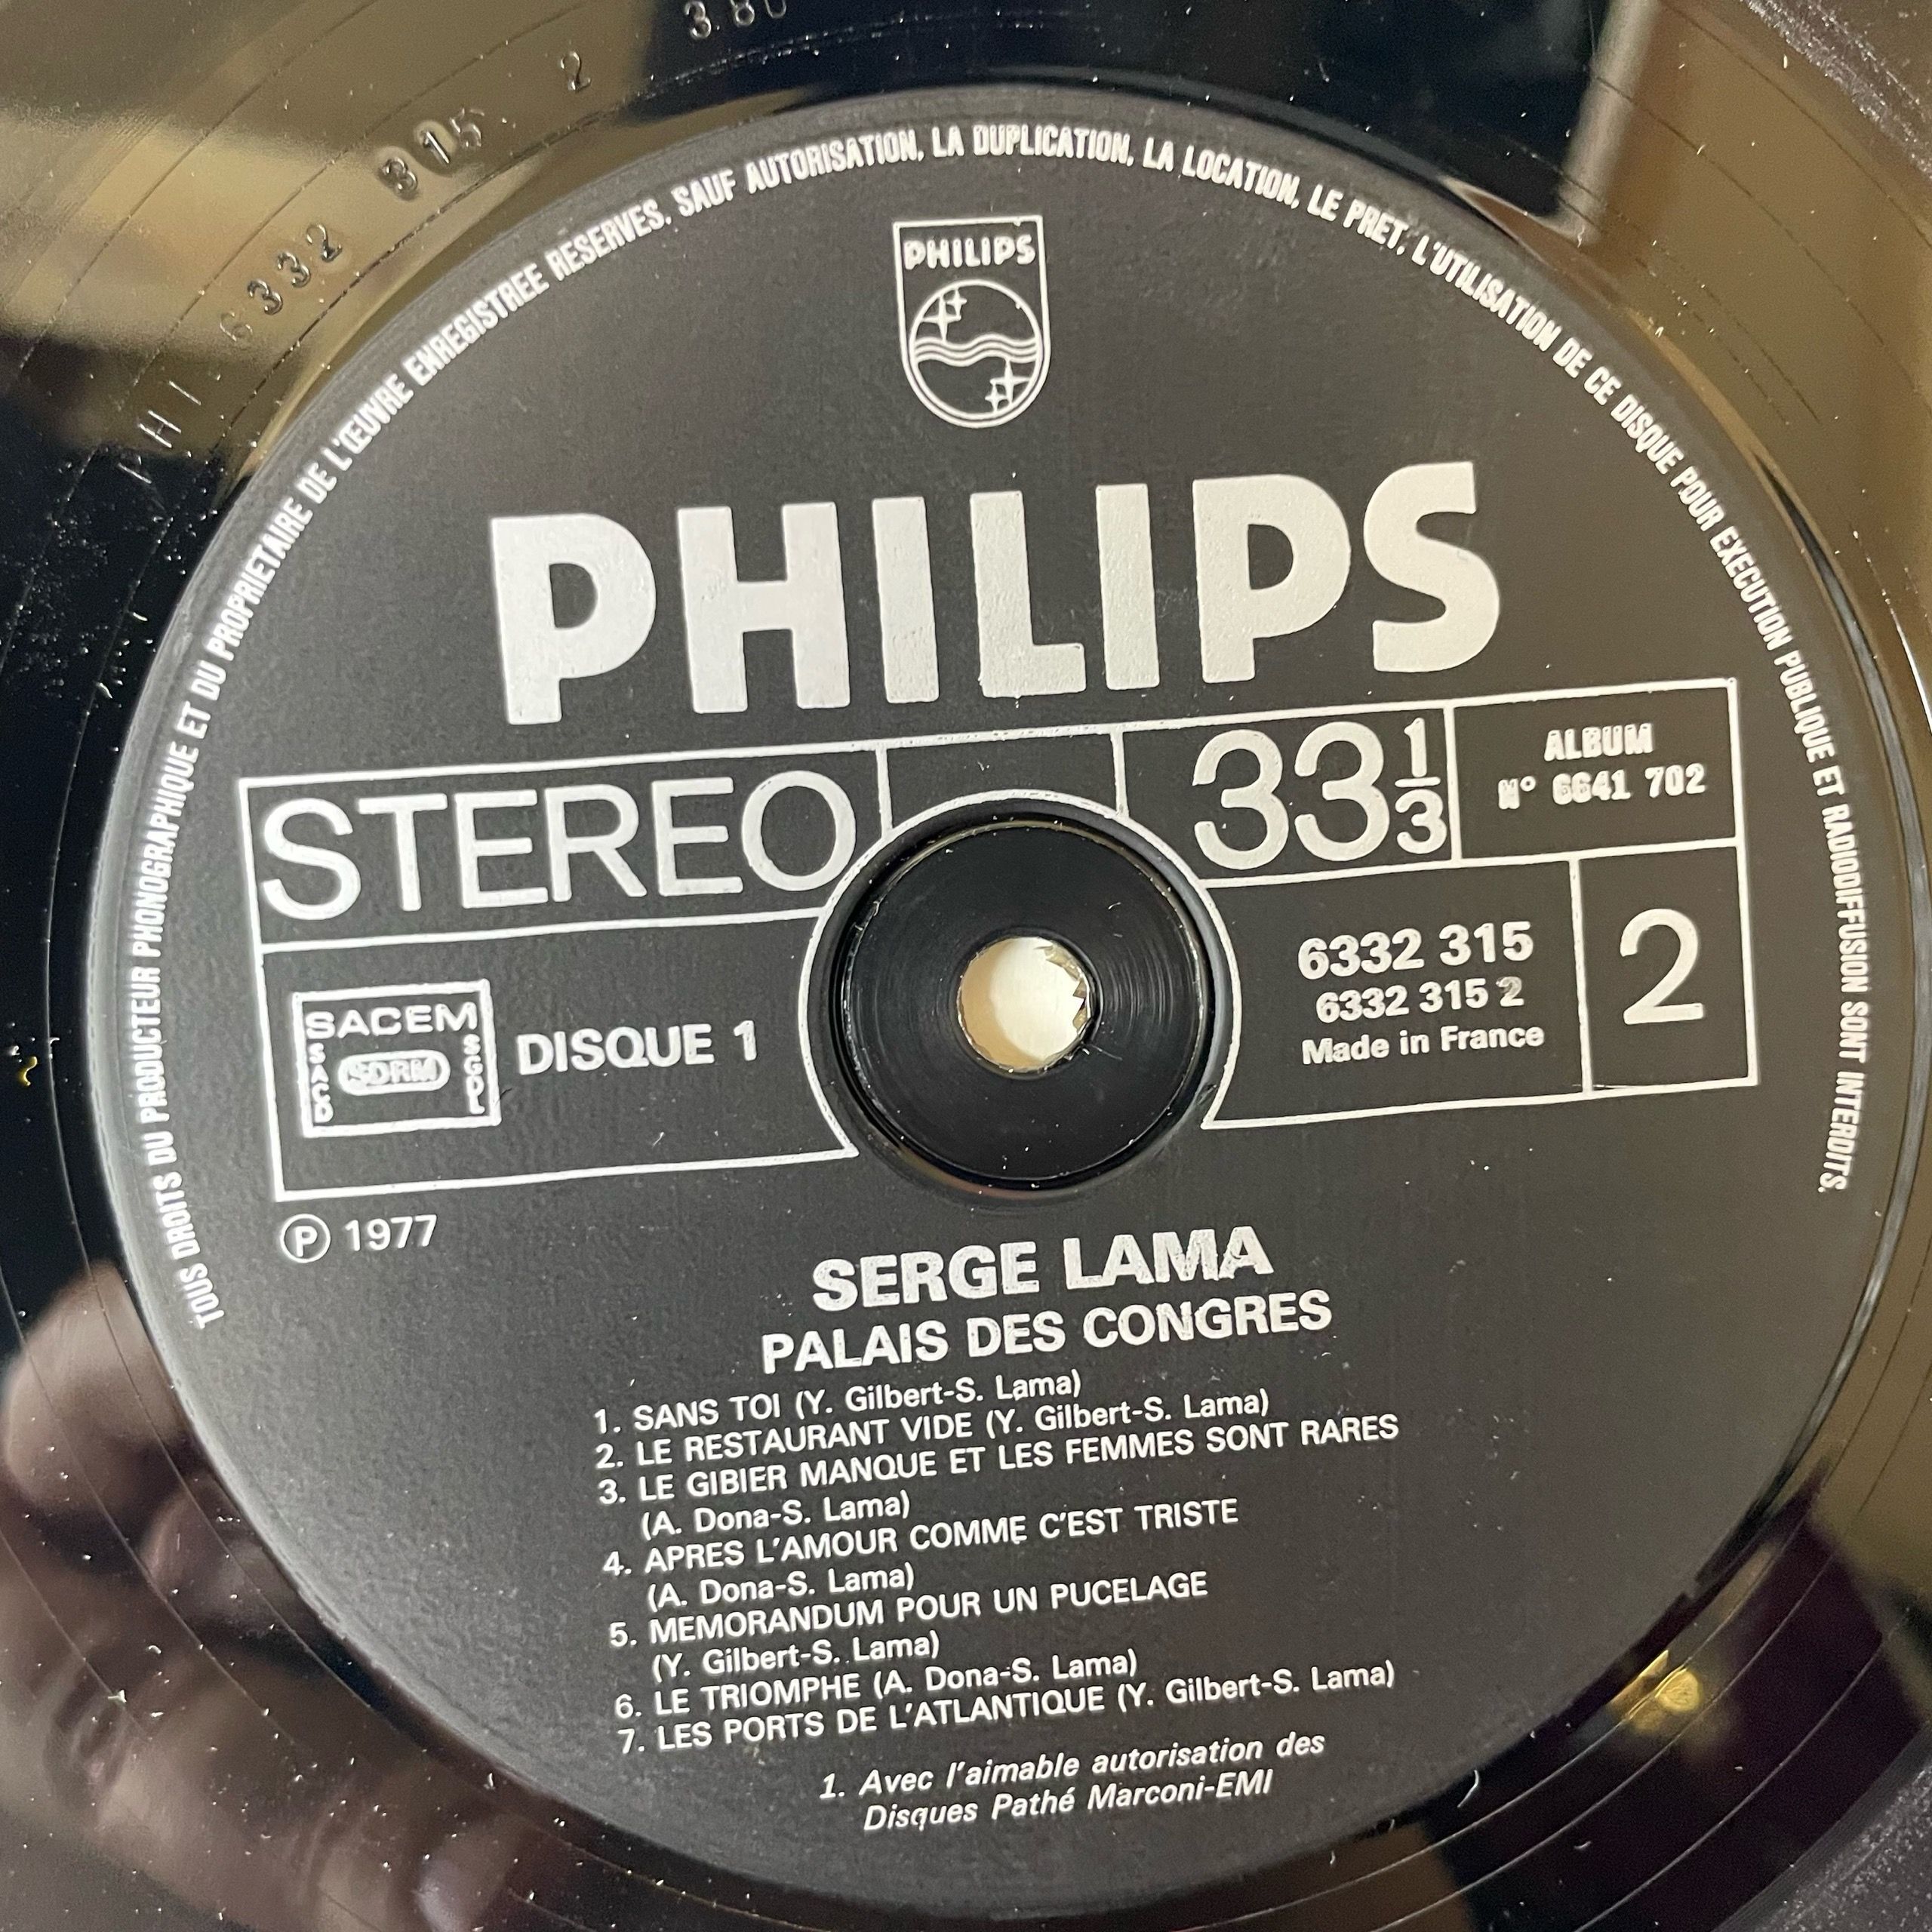 3 80
H I 6332 315 2
TOUS DROITS DU PRODUCTEUR PHONOGRAPHIQUE ET DU PROPRIETAIRE DE L'ŒUVRE ENREGISTREE RESERVES. SAUF AUTORISATION, LA DUPLICATION, LA LOCATION, LE PRET, L'UTILISATION DE CE DISQUE POUR EXECUTION PUBLIQUE ET RADIODIFFUSION SONT INTERDITS.
PHILIPS
PHILIPS
STEREO
33 1/3
ALBUM
N° 6641 702
SACEM
SACD
SDRM
SGDL
DISQUE 1
6332 315
6332 315 2
Made in France
2
Ⓟ 1977
SERGE LAMA
PALAIS DES CONGRES
1. SANS TOI (Y. Gilbert-S. Lama)
2. LE RESTAURANT VIDE (Y. Gilbert-S. Lama)
3. LE GIBIER MANQUE ET LES FEMMES SONT RARES
(A. Dona-S. Lama)
4. APRES L'AMOUR COMME C'EST TRISTE
(A. Dona-S. Lama)
5. MEMORANDUM POUR UN PUCELAGE
(Y. Gilbert-S. Lama)
6. LE TRIOMPHE (A. Dona-S. Lama)
7. LES PORTS DE L'ATLANTIQUE (Y. Gilbert-S. Lama)
1. Avec l'aimable autorisation des
Disques Pathé Marconi-EMI